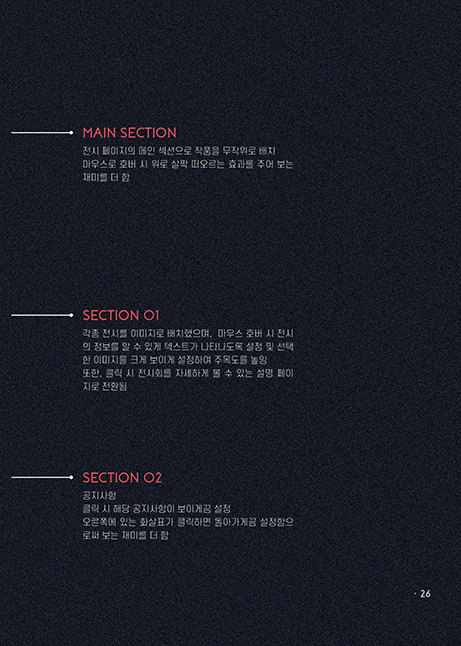 MAIN SECTION
전시 페이지의 메인 섹션으로 작품을 무작위로 배치
마우스로 호버 시 위로 살짝 떠오르는 효과를 주어 보는
재미를 더 함
SECTION 01
각종 전시를 이미지로 배치했으며, 마우스 호버 시 전시
의 정보를 알 수 있게 텍스트가 나타나도록 설정 및 선택
한 이미지를 크게 보이게 설정하여 주목도를 높임
또한, 클릭 시 전시회를 자세하게 볼 수 있는 설명 페이
지로 전환됨
SECTION 02
공지사항
클릭 시 해당 공지사항이 보이게끔 설정
오른쪽에 있는 화살표가 클릭하면 돌아가게끔 설정함으
로써 보는 재미를 더 함
· 26